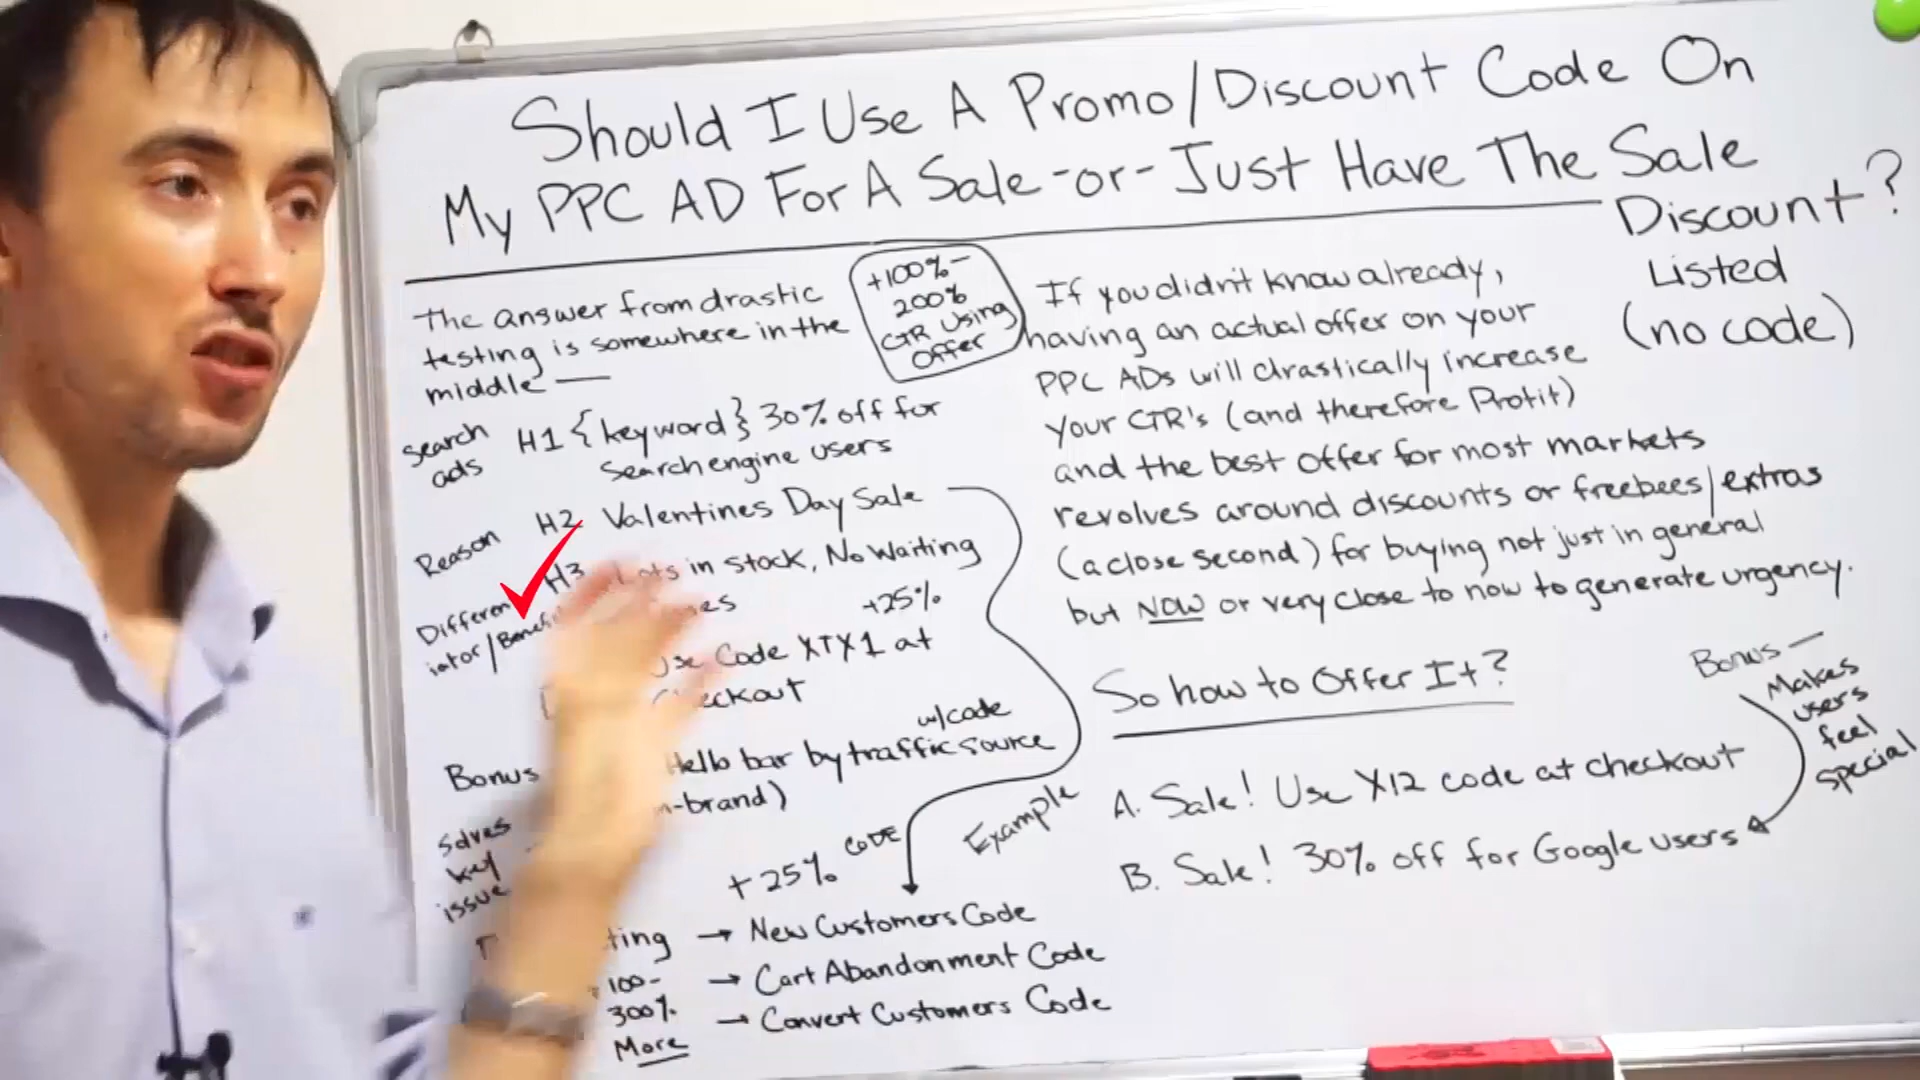 Should I Use A Promo/Discount Code On
My PPC AD For A Sale -or- Just Have The Sale
Discount?
Listed
(no code)
The answer from drastic
testing is somewhere in the
middle —
+100%-
200%
CTR Using
Offer
search
ads
H1 {keyword} 30% off for
Search engine users
Reason
H2 Valentines Day Sale
Differen
iator/Benefi
H3 Lots in stock, No Waiting
+25%
Use Code XTX1 at
Checkout
w/code
Bonus
Hello bar by traffic source
-brand)
Solves
key
issue
+25% CODE
Example
ting → New Customers Code
100- → Cart Abandonment Code
300% → Convert Customers Code
More
If you didn't know already,
having an actual offer on your
PPC ADs will drastically increase
your CTR's (and therefore Profit)
and the best offer for most markets
revolves around discounts or freebees/extras
(a close second) for buying not just in general
but NOW or very close to now to generate urgency.
So how to Offer It?
Bonus —
Makes
users
feel
special
A. Sale! Use X12 code at checkout
B. Sale! 30% off for Google users